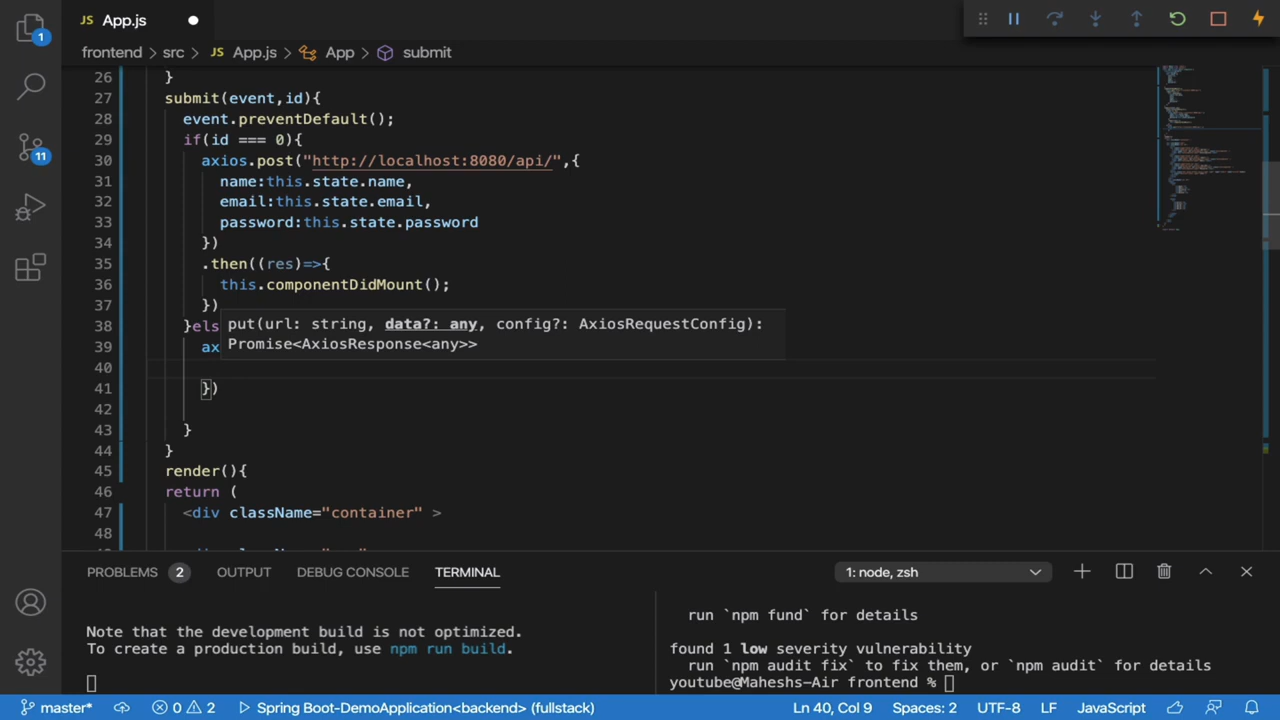 JS App.js
frontend > src > JS App.js > App > submit
1
11
26 }
27 submit(event,id){
28 event.preventDefault();
29 if(id === 0){
30 axios.post("http://localhost:8080/api/",{
31 name:this.state.name,
32 email:this.state.email,
33 password:this.state.password
34 })
35 .then((res)=>{
36 this.componentDidMount();
37 })
put(url: string, data?: any, config?: AxiosRequestConfig):
Promise<AxiosResponse<any>>
38 }els
39 ax
40
41 })
42
43 }
44 }
45 render(){
46 return (
47 <div className="container" >
48
PROBLEMS 2 OUTPUT DEBUG CONSOLE TERMINAL 1: node, zsh
Note that the development build is not optimized.
To create a production build, use npm run build.
run `npm fund` for details
found 1 low severity vulnerability
run `npm audit fix` to fix them, or `npm audit` for details
youtube@Maheshs-Air frontend %
master* 0 2 Spring Boot-DemoApplication<backend> (fullstack) Ln 40, Col 9 Spaces: 2 UTF-8 LF JavaScript